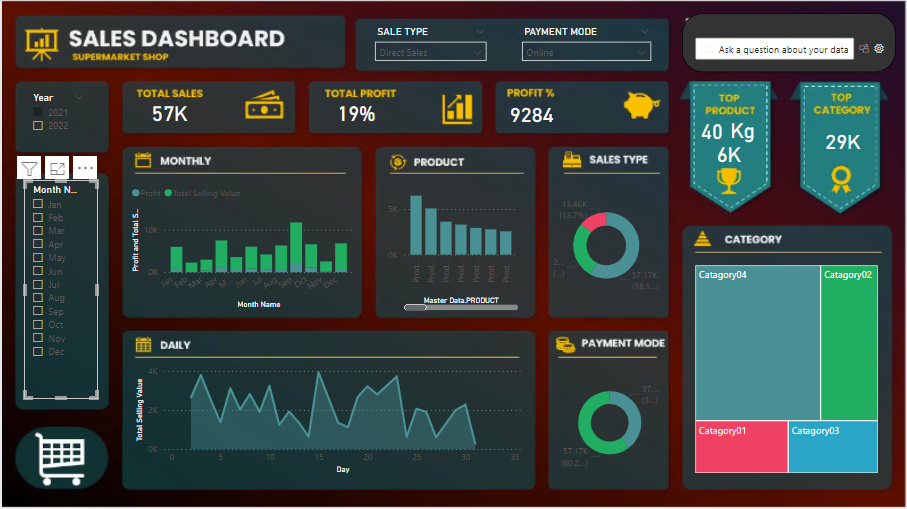 SALES DASHBOARD
SUPERMARKET SHOP
SALE TYPE
Direct Sales
PAYMENT MODE
Online
Ask a question about your data
Year
2021
2022
TOTAL SALES
57K
TOTAL PROFIT
19%
PROFIT %
9284
TOP
PRODUCT
40 Kg
6K
TOP
CATEGORY
29K
Month N...
Jan
Feb
Mar
Apr
May
Jun
Jul
Aug
Sep
Oct
Nov
Dec
MONTHLY
Profit
Total Selling Value
Profit and Total S...
10K
0K
Jan
Feb
Mar
Apr
M...
Jun
Jul
Aug
Sep
Oct
Nov
Dec
Month Name
PRODUCT
5K
0K
Prod...
Prod...
Prod...
Prod...
Prod...
Prod...
Prod...
Master Data.PRODUCT
SALES TYPE
13.46K
(13.7%)
2...
(...)
57.17K
(58.1...)
CATEGORY
Catagory04
Catagory02
Catagory01
Catagory03
DAILY
Total Selling Value
4K
2K
0K
0
5
10
15
20
25
30
35
Day
PAYMENT MODE
37...
(3...)
57.17K
(60.2...)